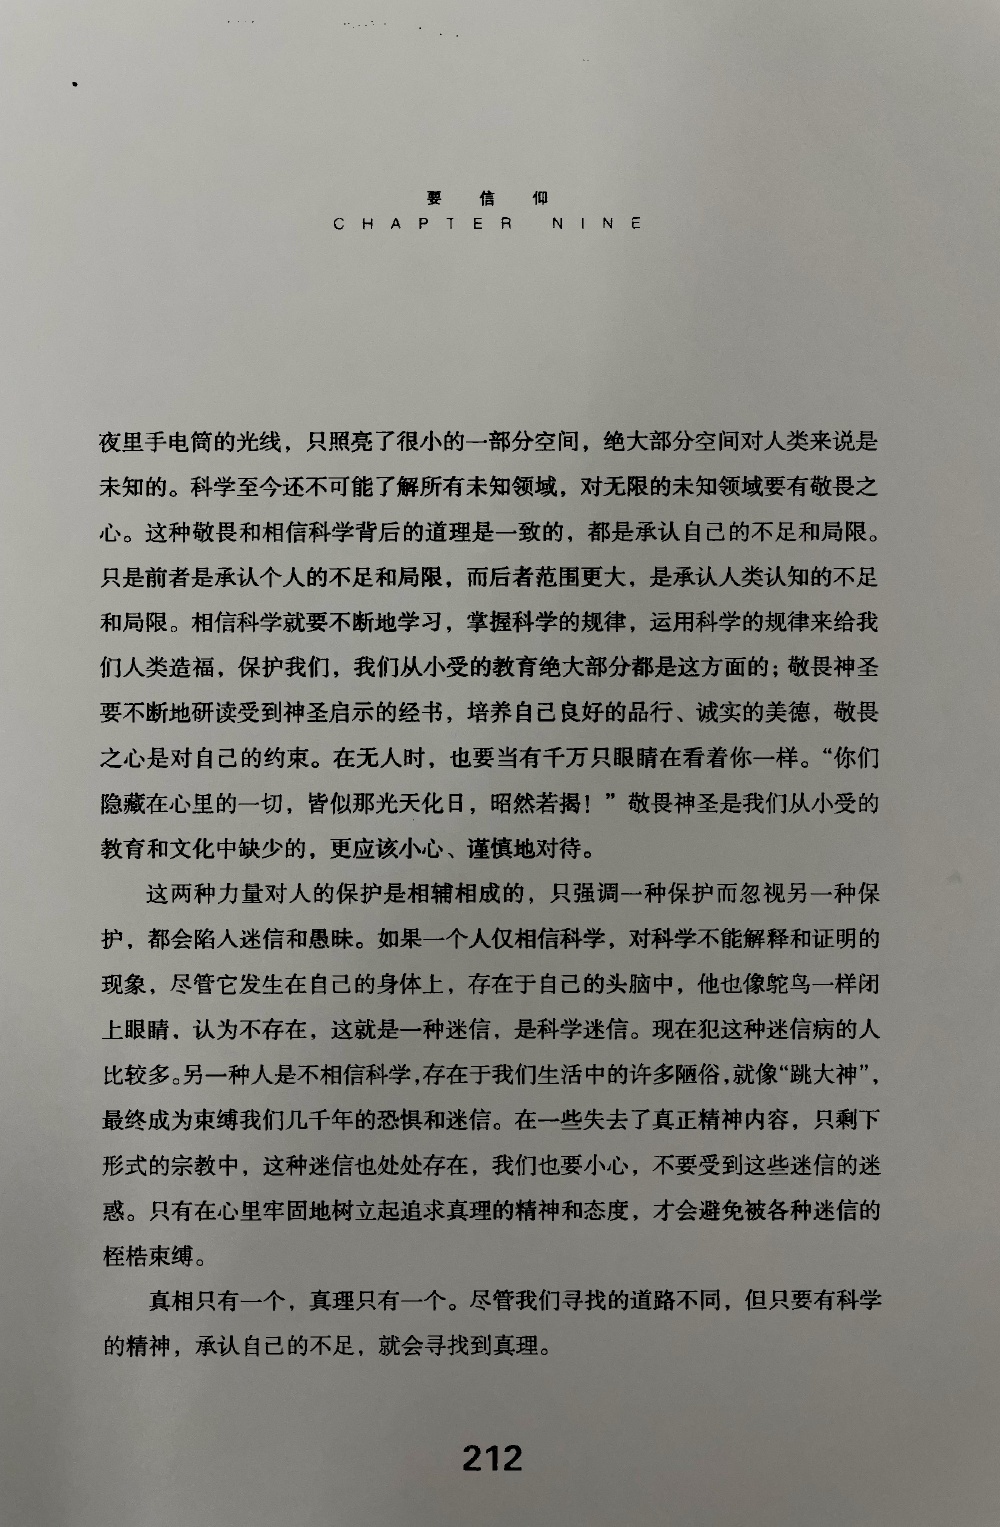 要信仰
CHAPTER NINE
夜里手电筒的光线，只照亮了很小的一部分空间，绝大部分空间对人类来说是
未知的。科学至今还不可能了解所有未知领域，对无限的未知领域要有敬畏之
心。这种敬畏和相信科学背后的道理是一致的，都是承认自己的不足和局限。
只是前者是承认个人的不足和局限，而后者范围更大，是承认人类认知的不足
和局限。相信科学就要不断地学习，掌握科学的规律，运用科学的规律来给我
们人类造福，保护我们，我们从小受的教育绝大部分都是这方面的；敬畏神圣
要不断地研读受到神圣启示的经书，培养自己良好的品行、诚实的美德，敬畏
之心是对自己的约束。在无人时，也要当有千万只眼睛在看着你一样。“你们
隐藏在心里的一切，皆似那光天化日，昭然若揭！”敬畏神圣是我们从小受的
教育和文化中缺少的，更应该小心、谨慎地对待。
这两种力量对人的保护是相辅相成的，只强调一种保护而忽视另一种保
护，都会陷入迷信和愚昧。如果一个人仅相信科学，对科学不能解释和证明的
现象，尽管它发生在自己的身体上，存在于自己的头脑中，他也像鸵鸟一样闭
上眼睛，认为不存在，这就是一种迷信，是科学迷信。现在犯这种迷信病的人
比较多。另一种人是不相信科学，存在于我们生活中的许多陋俗，就像“跳大神”，
最终成为束缚我们几千年的恐惧和迷信。在一些失去了真正精神内容，只剩下
形式的宗教中，这种迷信也处处存在，我们也要小心，不要受到这些迷信的迷
惑。只有在心里牢固地树立起追求真理的精神和态度，才会避免被各种迷信的
桎梏束缚。
真相只有一个，真理只有一个。尽管我们寻找的道路不同，但只要有科学
的精神，承认自己的不足，就会寻找到真理。
212